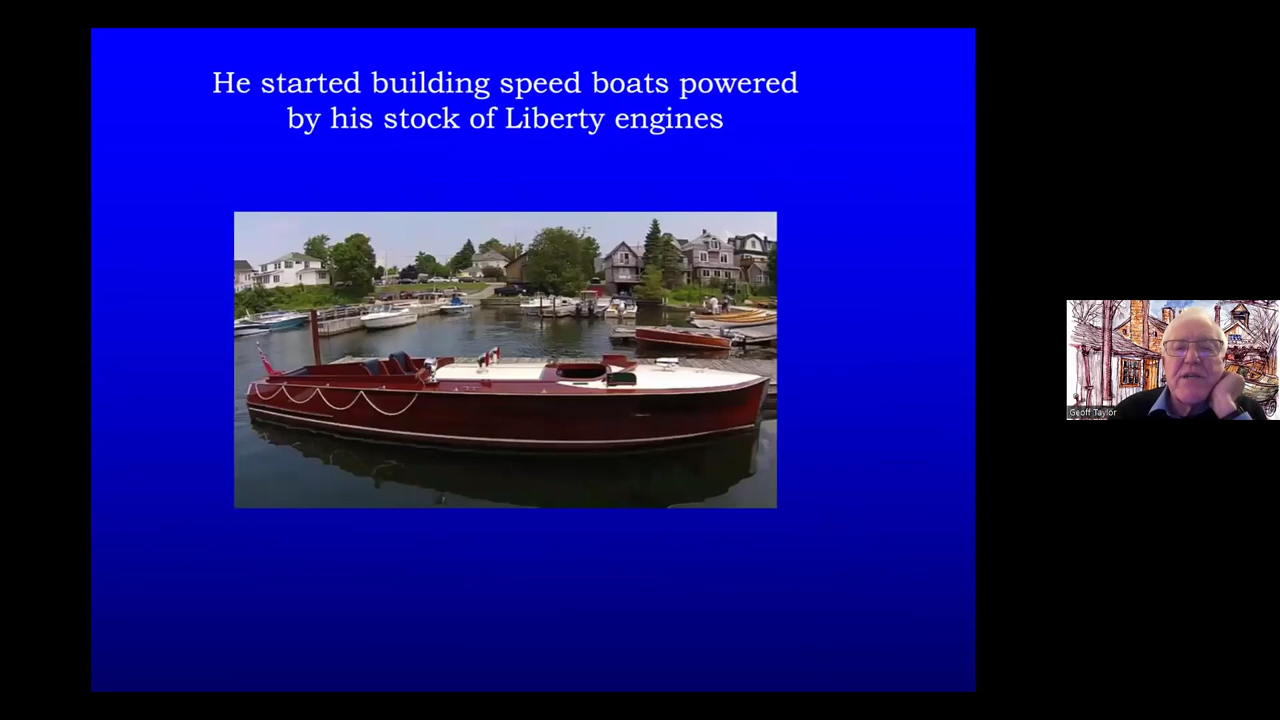 He started building speed boats powered
by his stock of Liberty engines
Geoff Taylor